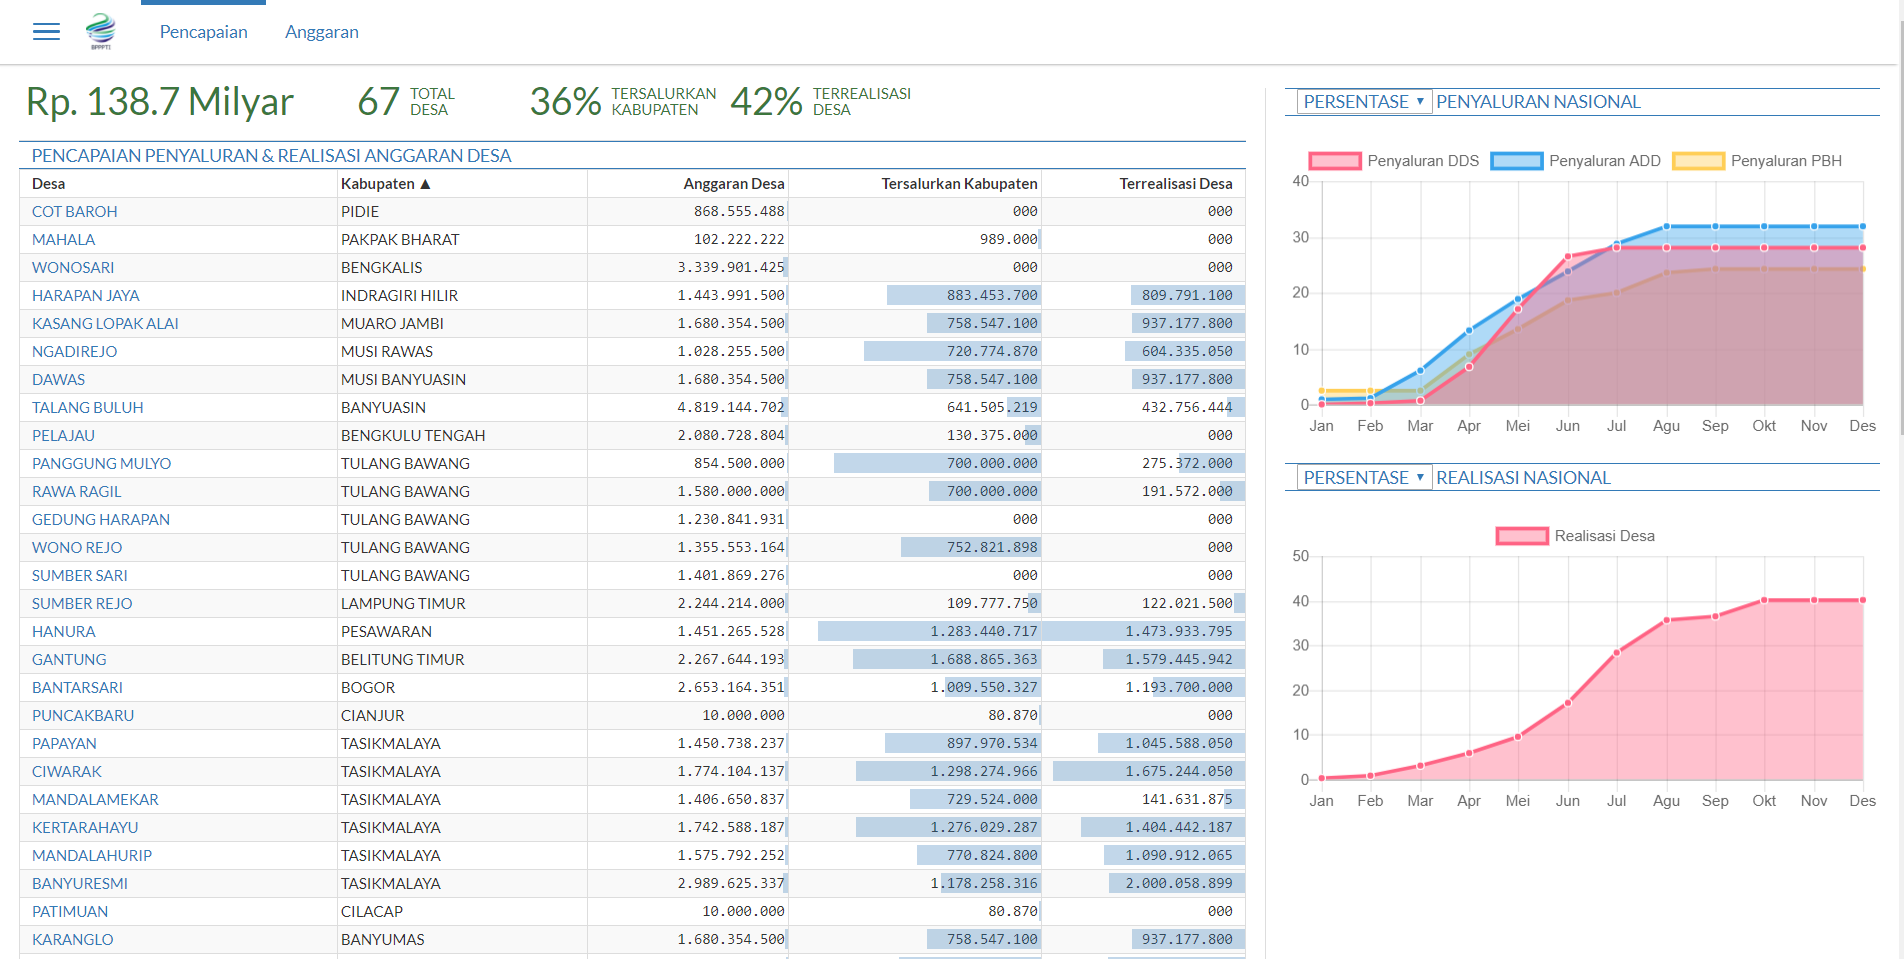 BPPPTI
Pencapaian
Anggaran
Rp. 138.7 Milyar
67 TOTAL DESA
36% TERSALURKAN KABUPATEN
42% TERREALISASI DESA
PENCAPAIAN PENYALURAN & REALISASI ANGGARAN DESA
Desa Kabupaten ▲ Anggaran Desa Tersalurkan Kabupaten Terrealisasi Desa
COT BAROH PIDIE 868.555.488 000 000
MAHALA PAKPAK BHARAT 102.222.222 989.000 000
WONOSARI BENGKALIS 3.339.901.425 000 000
HARAPAN JAYA INDRAGIRI HILIR 1.443.991.500 883.453.700 809.791.100
KASANG LOPAK ALAI MUARO JAMBI 1.680.354.500 758.547.100 937.177.800
NGADIREJO MUSI RAWAS 1.028.255.500 720.774.870 604.335.050
DAWAS MUSI BANYUASIN 1.680.354.500 758.547.100 937.177.800
TALANG BULUH BANYUASIN 4.819.144.702 641.505.219 432.756.444
PELAJAU BENGKULU TENGAH 2.080.728.804 130.375.000 000
PANGGUNG MULYO TULANG BAWANG 854.500.000 700.000.000 275.372.000
RAWA RAGIL TULANG BAWANG 1.580.000.000 700.000.000 191.572.000
GEDUNG HARAPAN TULANG BAWANG 1.230.841.931 000 000
WONO REJO TULANG BAWANG 1.355.553.164 752.821.898 000
SUMBER SARI TULANG BAWANG 1.401.869.276 000 000
SUMBER REJO LAMPUNG TIMUR 2.244.214.000 109.777.750 122.021.500
HANURA PESAWARAN 1.451.265.528 1.283.440.717 1.473.933.795
GANTUNG BELITUNG TIMUR 2.267.644.193 1.688.865.363 1.579.445.942
BANTARSARI BOGOR 2.653.164.351 1.009.550.327 1.193.700.000
PUNCAKBARU CIANJUR 10.000.000 80.870 000
PAPAYAN TASIKMALAYA 1.450.738.237 897.970.534 1.045.588.050
CIWARAK TASIKMALAYA 1.774.104.137 1.298.274.966 1.675.244.050
MANDALAMEKAR TASIKMALAYA 1.406.650.837 729.524.000 141.631.875
KERTARAHAYU TASIKMALAYA 1.742.588.187 1.276.029.287 1.404.442.187
MANDALAHURIP TASIKMALAYA 1.575.792.252 770.824.800 1.090.912.065
BANYURESMI TASIKMALAYA 2.989.625.337 1.178.258.316 2.000.058.899
PATIMUAN CILACAP 10.000.000 80.870 000
KARANGLO BANYUMAS 1.680.354.500 758.547.100 937.177.800
PERSENTASE ▼ PENYALURAN NASIONAL
Penyaluran DDS Penyaluran ADD Penyaluran PBH
40
30
20
10
0
Jan Feb Mar Apr Mei Jun Jul Agu Sep Okt Nov Des
PERSENTASE ▼ REALISASI NASIONAL
Realisasi Desa
50
40
30
20
10
0
Jan Feb Mar Apr Mei Jun Jul Agu Sep Okt Nov Des